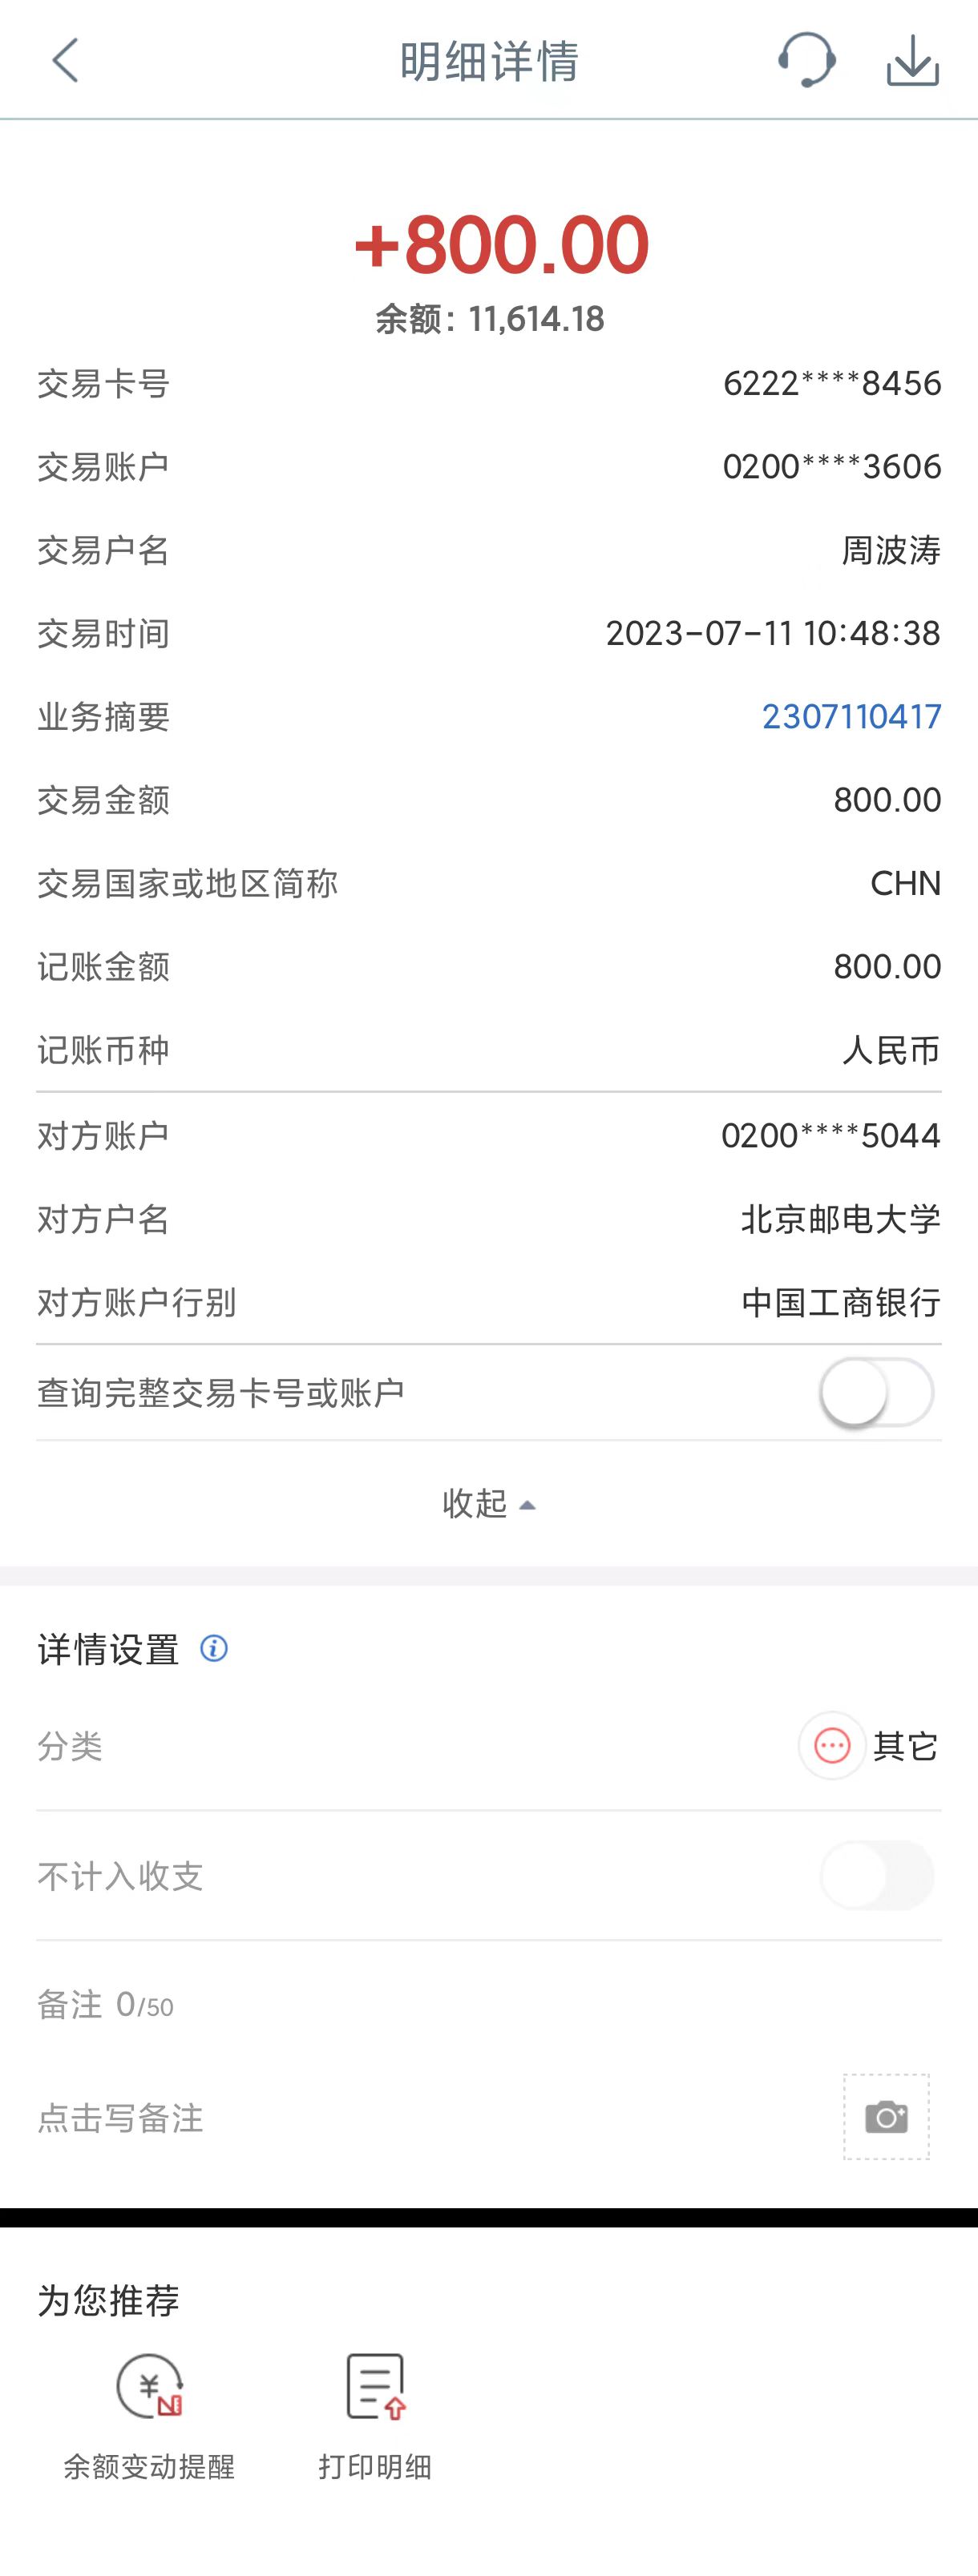 明细详情
+800.00
余额: 11,614.18
交易卡号 6222****8456
交易账户 0200****3606
交易户名 周波涛
交易时间 2023-07-11 10:48:38
业务摘要 2307110417
交易金额 800.00
交易国家或地区简称 CHN
记账金额 800.00
记账币种 人民币
对方账户 0200****5044
对方户名 北京邮电大学
对方账户行别 中国工商银行
查询完整交易卡号或账户
收起
详情设置
分类 其它
不计入收支
备注 0/50
点击写备注
为您推荐
余额变动提醒 打印明细